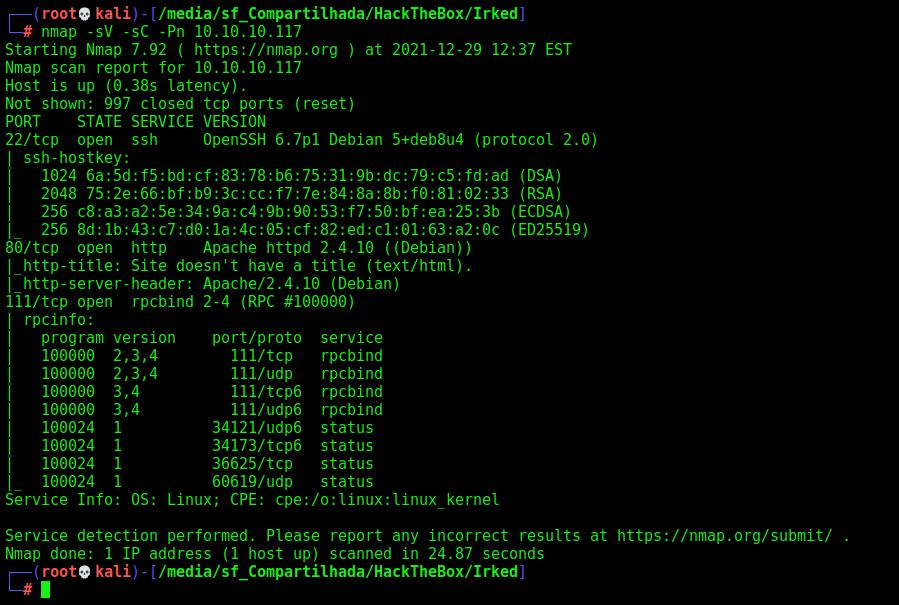 ┌──(root💀kali)-[/media/sf_Compartilhada/HackTheBox/Irked]
└─# nmap -sV -sC -Pn 10.10.10.117
Starting Nmap 7.92 ( https://nmap.org ) at 2021-12-29 12:37 EST
Nmap scan report for 10.10.10.117
Host is up (0.38s latency).
Not shown: 997 closed tcp ports (reset)
PORT    STATE SERVICE VERSION
22/tcp  open  ssh     OpenSSH 6.7p1 Debian 5+deb8u4 (protocol 2.0)
| ssh-hostkey:
|   1024 6a:5d:f5:bd:cf:83:78:b6:75:31:9b:dc:79:c5:fd:ad (DSA)
|   2048 75:2e:66:bf:b9:3c:cc:f7:7e:84:8a:8b:f0:81:02:33 (RSA)
|   256 c8:a3:a2:5e:34:9a:c4:9b:90:53:f7:50:bf:ea:25:3b (ECDSA)
|_  256 8d:1b:43:c7:d0:1a:4c:05:cf:82:ed:c1:01:63:a2:0c (ED25519)
80/tcp  open  http    Apache httpd 2.4.10 ((Debian))
|_http-title: Site doesn't have a title (text/html).
|_http-server-header: Apache/2.4.10 (Debian)
111/tcp open  rpcbind 2-4 (RPC #100000)
| rpcinfo:
|   program version    port/proto  service
|   100000  2,3,4        111/tcp   rpcbind
|   100000  2,3,4        111/udp   rpcbind
|   100000  3,4          111/tcp6  rpcbind
|   100000  3,4          111/udp6  rpcbind
|   100024  1          34121/udp6  status
|   100024  1          34173/tcp6  status
|   100024  1          36625/tcp   status
|_  100024  1          60619/udp   status
Service Info: OS: Linux; CPE: cpe:/o:linux:linux_kernel

Service detection performed. Please report any incorrect results at https://nmap.org/submit/ .
Nmap done: 1 IP address (1 host up) scanned in 24.87 seconds
┌──(root💀kali)-[/media/sf_Compartilhada/HackTheBox/Irked]
└─#